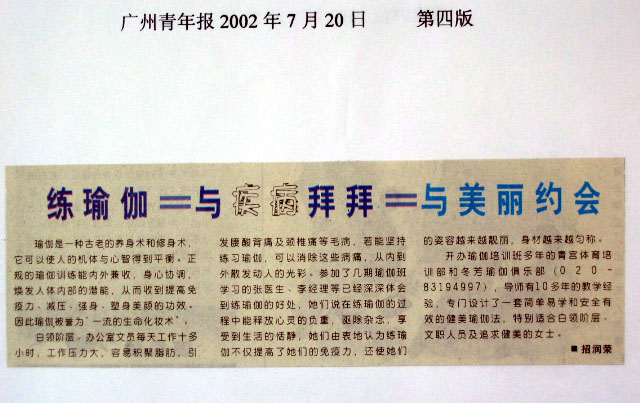 广州青年报 2002 年 7 月 20 日 第四版
练瑜伽=与疾病拜拜=与美丽约会
瑜伽是一种古老的养身术和修身术，
它可以使人的机体与心智得到平衡。正
规的瑜伽训练能内外兼收，身心协调，
焕发人体内部的潜能，从而收到提高免
疫力、减压、强身、塑身美颜的功效。
因此瑜伽被誉为“一流的生命化妆术”。
白领阶层、办公室文员每天工作十多
小时，工作压力大，容易积聚脂肪，引
发腰酸背痛及颈椎痛等毛病，若能坚持
练习瑜伽，可以消除这些病痛，从内到
外散发动人的光彩。参加了几期瑜伽班
学习的张医生、李经理等已经深深体会
到练瑜伽的好处，她们说在练瑜伽的过
程中能释放心灵的负重，驱除杂念，享
受到生活的恬静，她们由衷地认为练瑜
伽不仅提高了她们的免疫力，还使她们
的姿容越来越靓丽，身材越来越匀称。
开办瑜伽培训班多年的青宫体育培
训部和冬芳瑜伽俱乐部（020-
83194997），导师有10多年的教学经
验，专门设计了一套简单易学和安全有
效的健美瑜伽法，特别适合白领阶层、
文职人员及追求健美的女士。
■招润荣